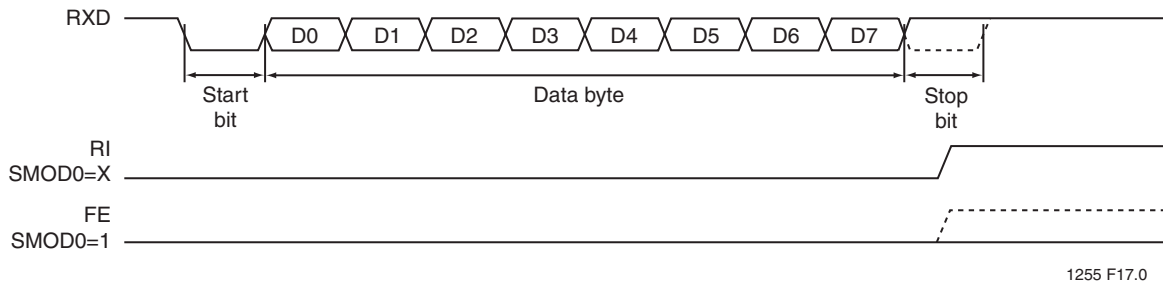 RXD
D0 D1 D2 D3 D4 D5 D6 D7
Start
bit
Data byte
Stop
bit
RI
SMOD0=X
FE
SMOD0=1
1255 F17.0